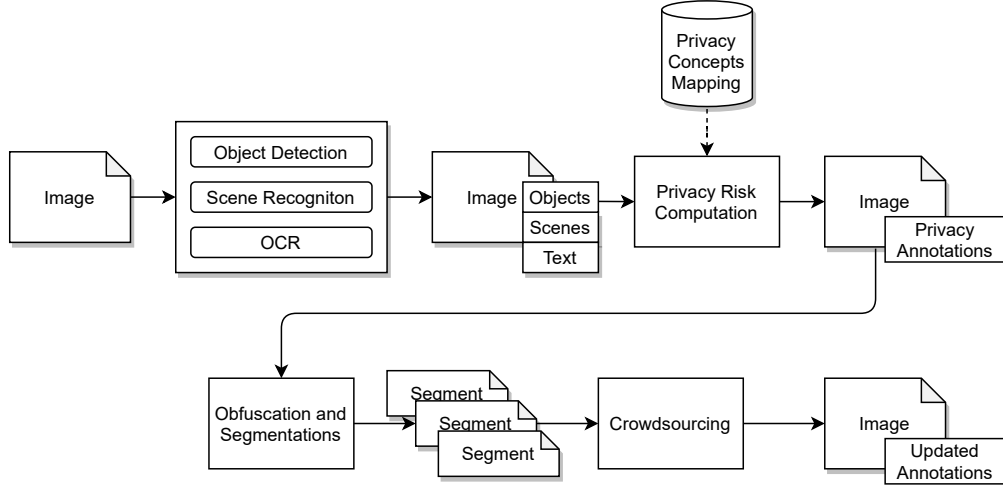 Privacy
Concepts
Mapping
Image
Object Detection
Scene Recogniton
OCR
Image
Objects
Scenes
Text
Privacy Risk
Computation
Image
Privacy
Annotations
Obfuscation and
Segmentations
Segment
Segment
Segment
Crowdsourcing
Image
Updated
Annotations